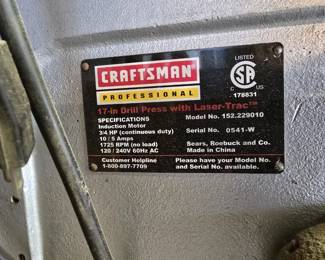 CRAFTSMAN
PROFESSIONAL
LISTED
SA
C US
178831
17-in Drill Press with Laser-Trac™
SPECIFICATIONS
Induction Motor
3/4 HP (continuous duty)
10 / 5 Amps
1725 RPM (no load)
120 / 240V 60Hz AC
Model No. 152.229010
Serial No. 0541-W
Sears, Roebuck and Co.
Made in China
Customer Helpline
1-800-897-7709
Please have your Model No.
and Serial No. available.